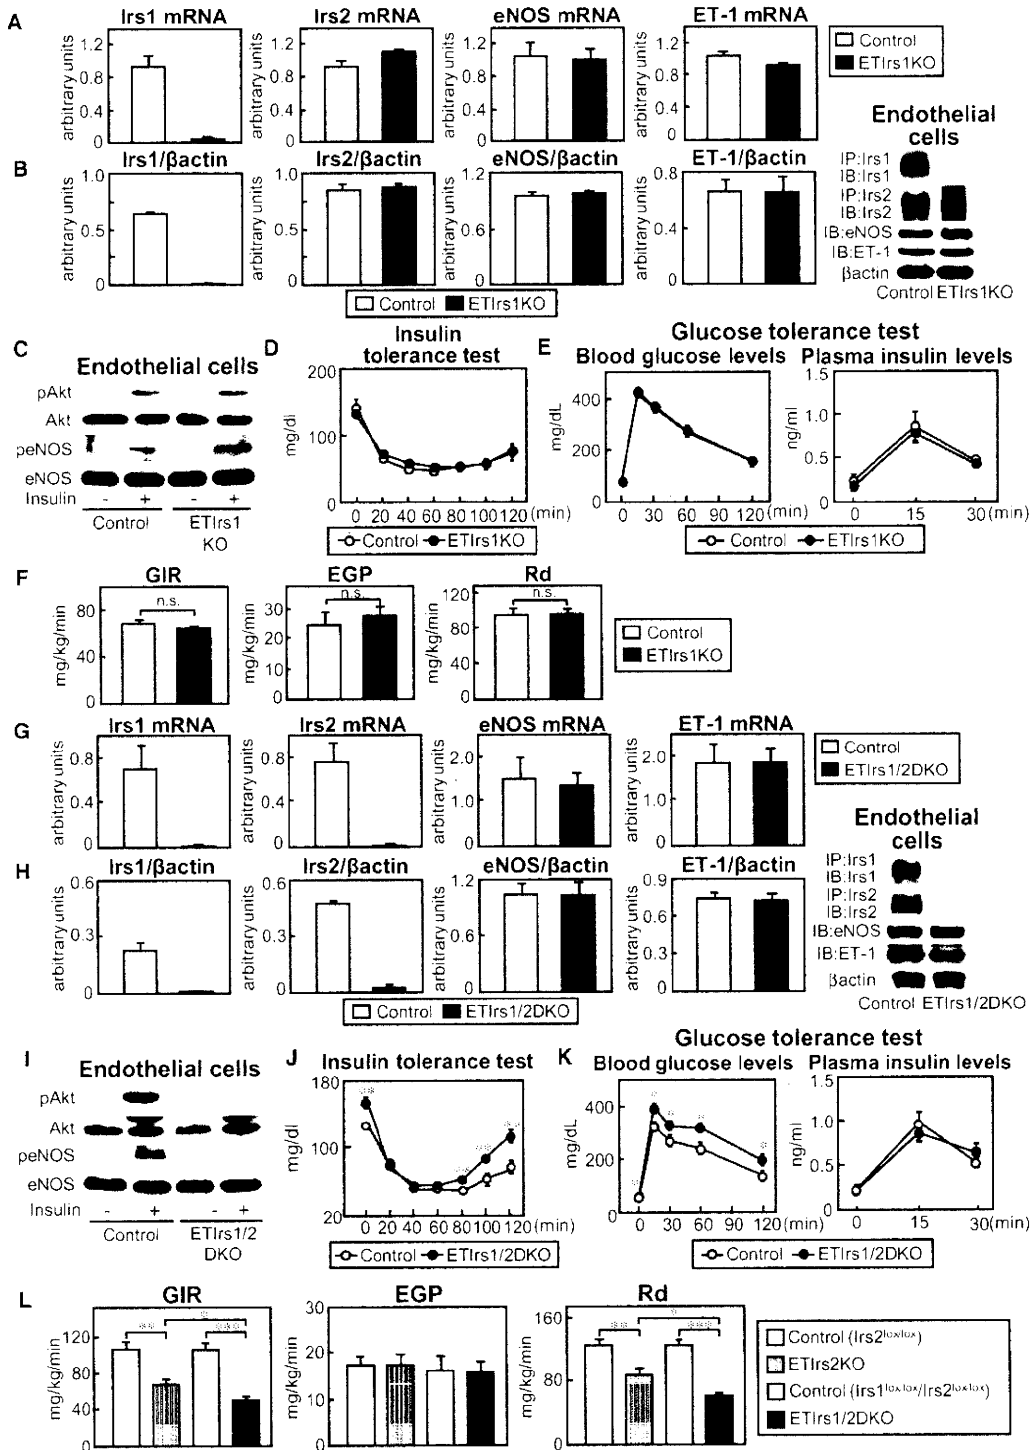 A
Irs1 mRNA
Irs2 mRNA
eNOS mRNA
ET-1 mRNA
arbitrary units
1.2
0.8
0.4
0
arbitrary units
1.2
0.8
0.4
0
arbitrary units
1.2
0.8
0.4
0
arbitrary units
1.2
0.8
0.4
0
Control
ETIrs1KO
B
Irs1/βactin
Irs2/βactin
eNOS/βactin
ET-1/βactin
arbitrary units
1.0
0.5
0
arbitrary units
1.0
0.5
0
arbitrary units
1.2
0.6
0
arbitrary units
0.8
0.4
0
Control
ETIrs1KO
Endothelial
cells
IP:Irs1
IB:Irs1
IP:Irs2
IB:Irs2
IB:eNOS
IB:ET-1
βactin
Control ETIrs1KO
C
Endothelial cells
pAkt
Akt
peNOS
eNOS
Insulin - + - +
Control
ETIrs1
KO
D
Insulin
tolerance test
mg/dl
200
100
0
0 20 40 60 80 100 120 (min)
Control
ETIrs1KO
E
Glucose tolerance test
Blood glucose levels
Plasma insulin levels
mg/dL
400
200
0
0 30 60 90 120 (min)
ng/ml
1.5
1.0
0.5
0
0 15 30 (min)
Control
ETIrs1KO
F
GIR
EGP
Rd
mg/kg/min
80
40
0
n.s.
mg/kg/min
30
20
10
0
n.s.
mg/kg/min
120
80
40
0
n.s.
Control
ETIrs1KO
G
Irs1 mRNA
Irs2 mRNA
eNOS mRNA
ET-1 mRNA
arbitrary units
0.8
0.4
0
arbitrary units
0.8
0.4
0
arbitrary units
2.0
1.0
0
arbitrary units
2.0
1.0
0
Control
ETIrs1/2DKO
H
Irs1/βactin
Irs2/βactin
eNOS/βactin
ET-1/βactin
arbitrary units
0.6
0.3
0
arbitrary units
0.6
0.3
0
arbitrary units
1.2
0.6
0
arbitrary units
0.9
0.6
0.3
0
Control
ETIrs1/2DKO
Endothelial
cells
IP:Irs1
IB:Irs1
IP:Irs2
IB:Irs2
IB:eNOS
IB:ET-1
βactin
Control ETIrs1/2DKO
I
Endothelial cells
pAkt
Akt
peNOS
eNOS
Insulin - + - +
Control
ETIrs1/2
DKO
J
Insulin tolerance test
mg/dl
180
100
20
**
**
**
**
0 20 40 60 80 100 120 (min)
Control
ETIrs1/2DKO
K
Glucose tolerance test
Blood glucose levels
Plasma insulin levels
mg/dL
400
200
0
*
*
*
*
*
0 30 60 90 120 (min)
ng/ml
1.5
1.0
0.5
0
0 15 30 (min)
Control
ETIrs1/2DKO
L
GIR
EGP
Rd
mg/kg/min
120
80
40
0
**
*
***
mg/kg/min
30
20
10
0
mg/kg/min
160
80
0
**
*
***
Control (Irs2lox/lox)
ETIrs2KO
Control (Irs1lox/lox/Irs2lox/lox)
ETIrs1/2DKO